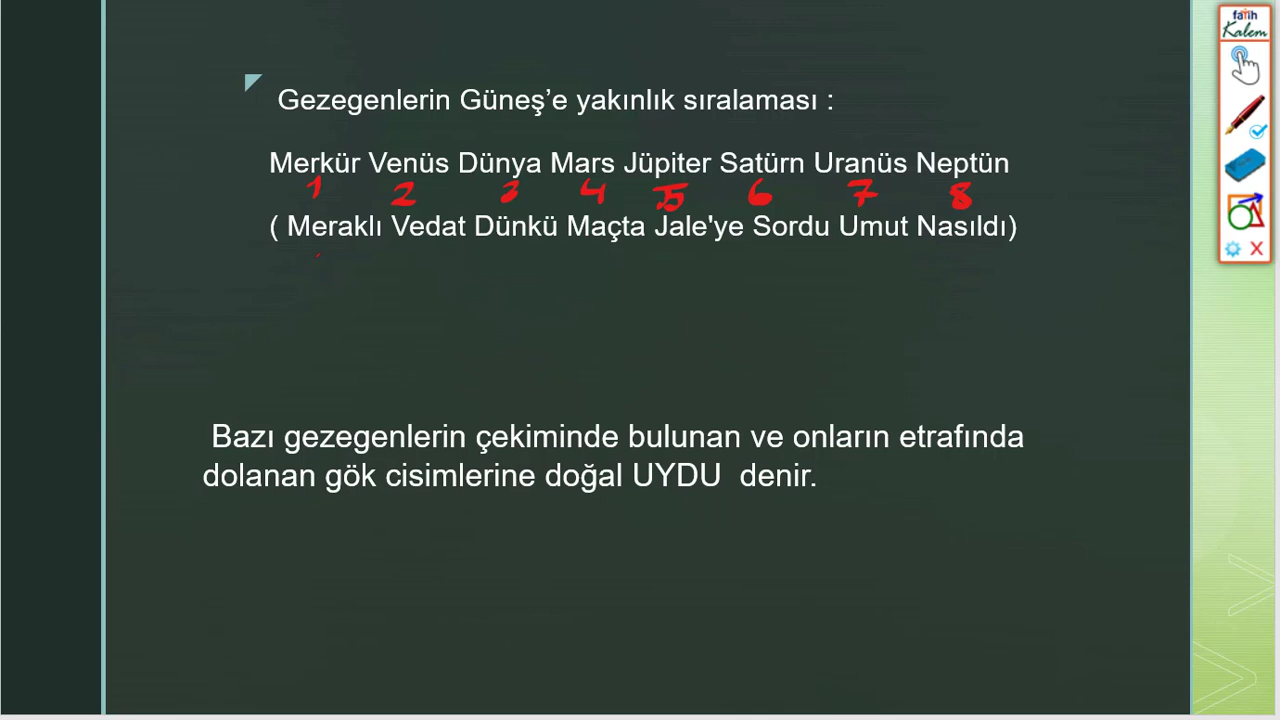 fatih
Kalem
Gezegenlerin Güneş’e yakınlık sıralaması :
Merkür Venüs Dünya Mars Jüpiter Satürn Uranüs Neptün
1 2 3 4 5 6 7 8
( Meraklı Vedat Dünkü Maçta Jale'ye Sordu Umut Nasıldı)
Bazı gezegenlerin çekiminde bulunan ve onların etrafında
dolanan gök cisimlerine doğal UYDU denir.